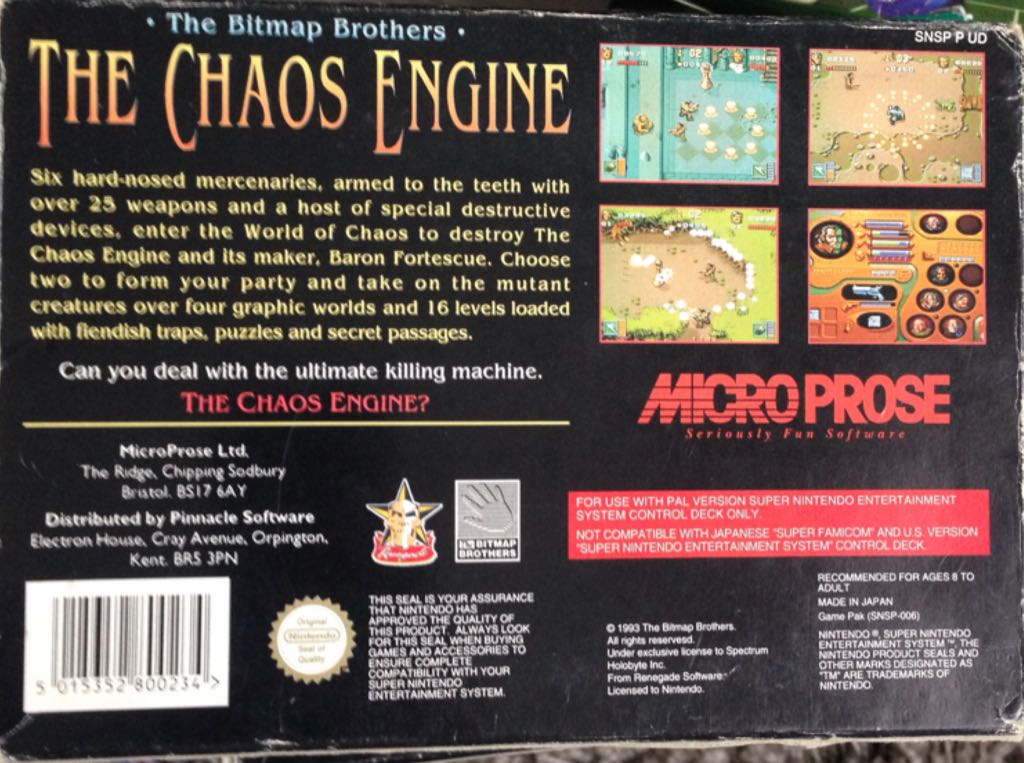 • The Bitmap Brothers •
SNSP P UD
THE CHAOS ENGINE
Six hard-nosed mercenaries, armed to the teeth with
over 25 weapons and a host of special destructive
devices, enter the World of Chaos to destroy The
Chaos Engine and its maker, Baron Fortescue. Choose
two to form your party and take on the mutant
creatures over four graphic worlds and 16 levels loaded
with fiendish traps, puzzles and secret passages.
Can you deal with the ultimate killing machine.
THE CHAOS ENGINE?
MICROPROSE
Seriously Fun Software
MicroProse Ltd.
The Ridge, Chipping Sodbury
Bristol. BS17 6AY
Distributed by Pinnacle Software
Electron House, Cray Avenue, Orpington,
Kent. BR5 3PN
Renegade
BITMAP
BROTHERS
FOR USE WITH PAL VERSION SUPER NINTENDO ENTERTAINMENT
SYSTEM CONTROL DECK ONLY.
NOT COMPATIBLE WITH JAPANESE "SUPER FAMICOM" AND U.S. VERSION
"SUPER NINTENDO ENTERTAINMENT SYSTEM" CONTROL DECK.
5 015352 800234 >
Original
Nintendo
Seal of
Quality
THIS SEAL IS YOUR ASSURANCE
THAT NINTENDO HAS
APPROVED THE QUALITY OF
THIS PRODUCT. ALWAYS LOOK
FOR THIS SEAL WHEN BUYING
GAMES AND ACCESSORIES TO
ENSURE COMPLETE
COMPATIBILITY WITH YOUR
SUPER NINTENDO
ENTERTAINMENT SYSTEM.
© 1993 The Bitmap Brothers.
All rights reserved.
Under exclusive license to Spectrum
Holobyte Inc.
From Renegade Software.
Licensed to Nintendo.
RECOMMENDED FOR AGES 8 TO
ADULT
MADE IN JAPAN
Game Pak (SNSP-006)
NINTENDO ®, SUPER NINTENDO
ENTERTAINMENT SYSTEM ™, THE
NINTENDO PRODUCT SEALS AND
OTHER MARKS DESIGNATED AS
"TM" ARE TRADEMARKS OF
NINTENDO.